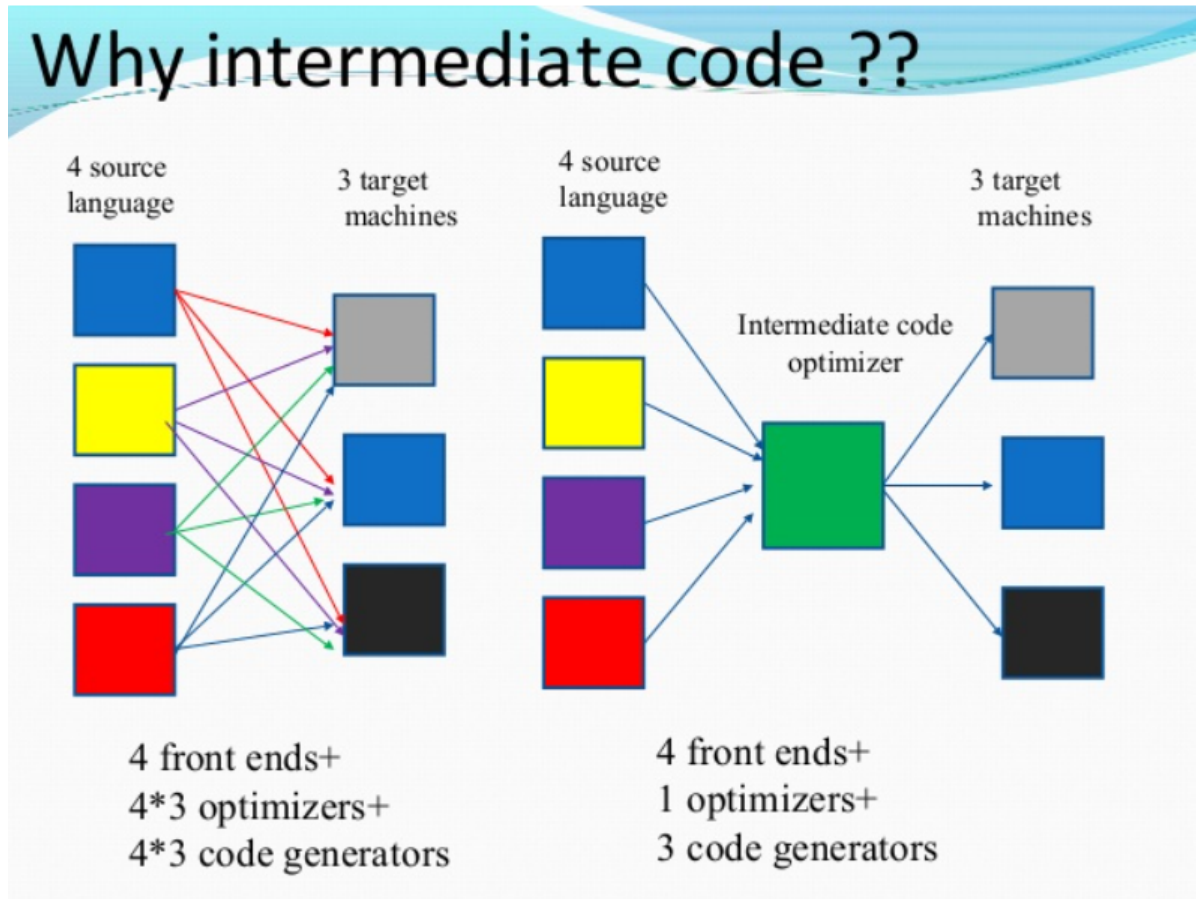 Why intermediate code ??
4 source
language
3 target
machines
4 front ends+
4*3 optimizers+
4*3 code generators
4 source
language
Intermediate code
optimizer
3 target
machines
4 front ends+
1 optimizers+
3 code generators